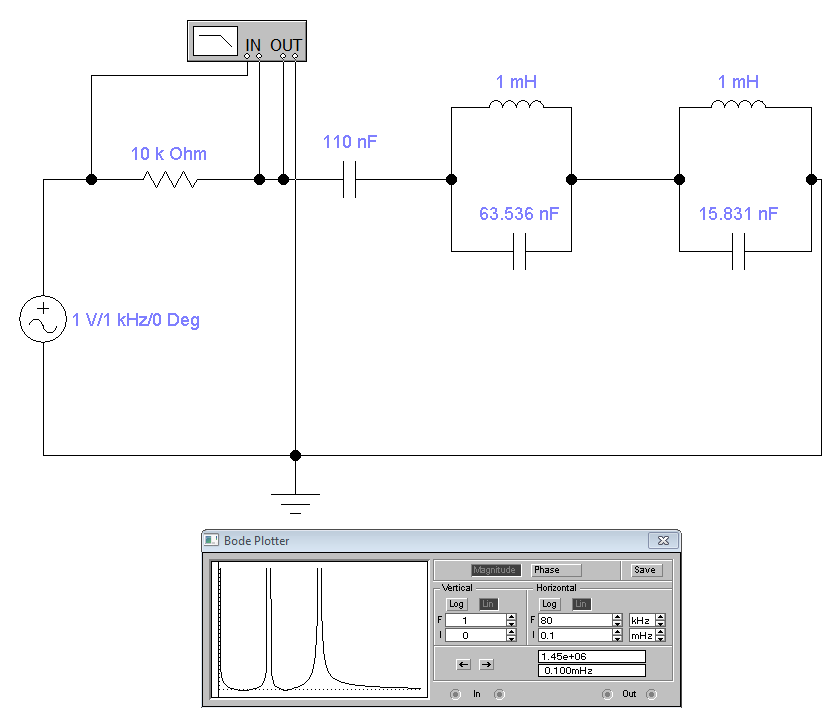 IN OUT
1 mH
1 mH
110 nF
10 k Ohm
63.536 nF
15.831 nF
1 V/1 kHz/0 Deg
Bode Plotter
Magnitude Phase Save
Vertical Horizontal
Log Lin Log Lin
F 1 F 80 kHz
I 0 I 0.1 mHz
1.45e+06
0.100mHz
In Out